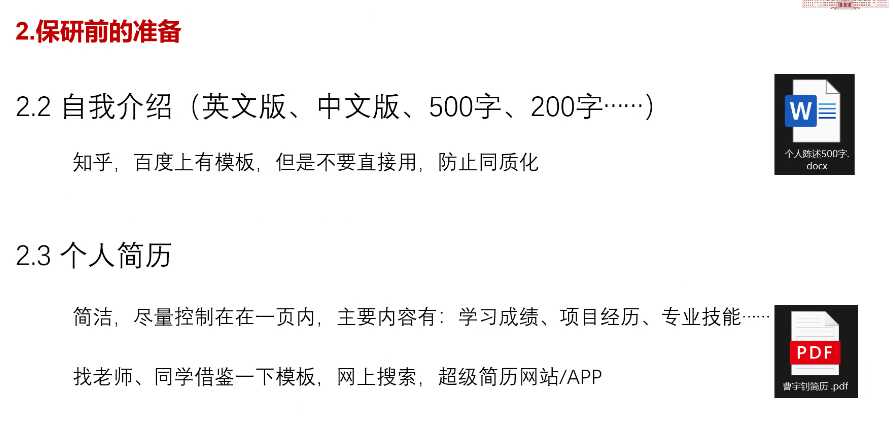 2.保研前的准备
2.2 自我介绍（英文版、中文版、500字、200字……）
个人陈述500字.
docx
知乎，百度上有模板，但是不要直接用，防止同质化
2.3 个人简历
简洁，尽量控制在在一页内，主要内容有：学习成绩、项目经历、专业技能……
PDF
曹宇钊简历 .pdf
找老师、同学借鉴一下模板，网上搜索，超级简历网站/APP